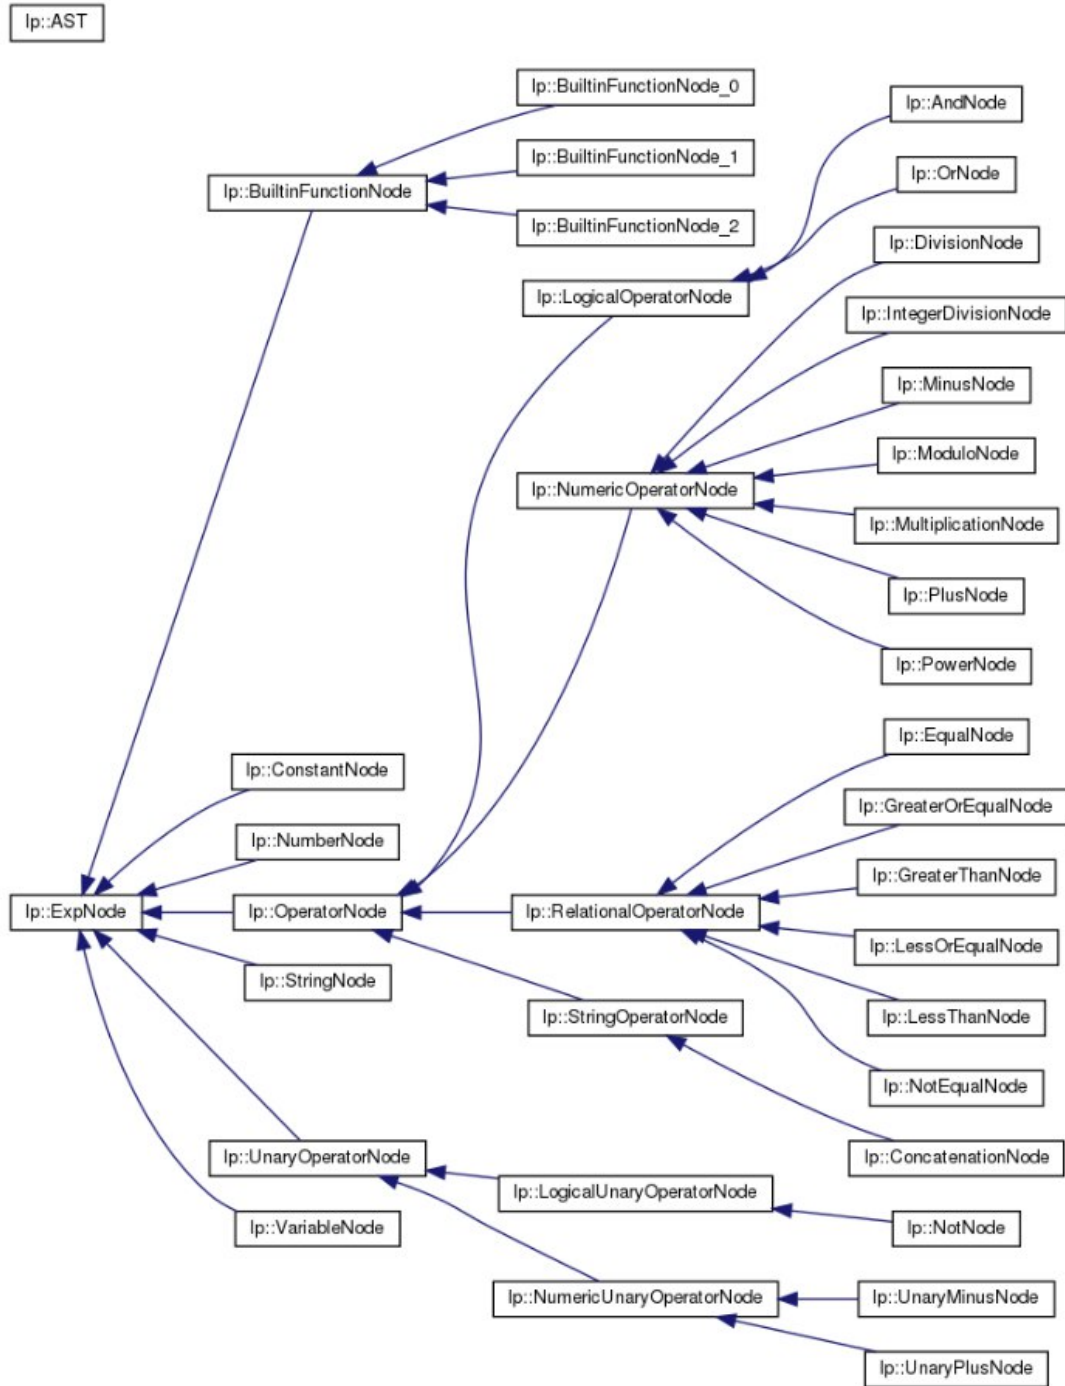 lp::AST
lp::BuiltinFunctionNode_0
lp::AndNode
lp::BuiltinFunctionNode_1
lp::OrNode
lp::BuiltinFunctionNode
lp::BuiltinFunctionNode_2
lp::DivisionNode
lp::LogicalOperatorNode
lp::IntegerDivisionNode
lp::MinusNode
lp::ModuloNode
lp::NumericOperatorNode
lp::MultiplicationNode
lp::PlusNode
lp::PowerNode
lp::EqualNode
lp::ConstantNode
lp::GreaterOrEqualNode
lp::NumberNode
lp::GreaterThanNode
lp::ExpNode
lp::OperatorNode
lp::RelationalOperatorNode
lp::LessOrEqualNode
lp::StringNode
lp::StringOperatorNode
lp::LessThanNode
lp::NotEqualNode
lp::UnaryOperatorNode
lp::ConcatenationNode
lp::LogicalUnaryOperatorNode
lp::VariableNode
lp::NotNode
lp::NumericUnaryOperatorNode
lp::UnaryMinusNode
lp::UnaryPlusNode